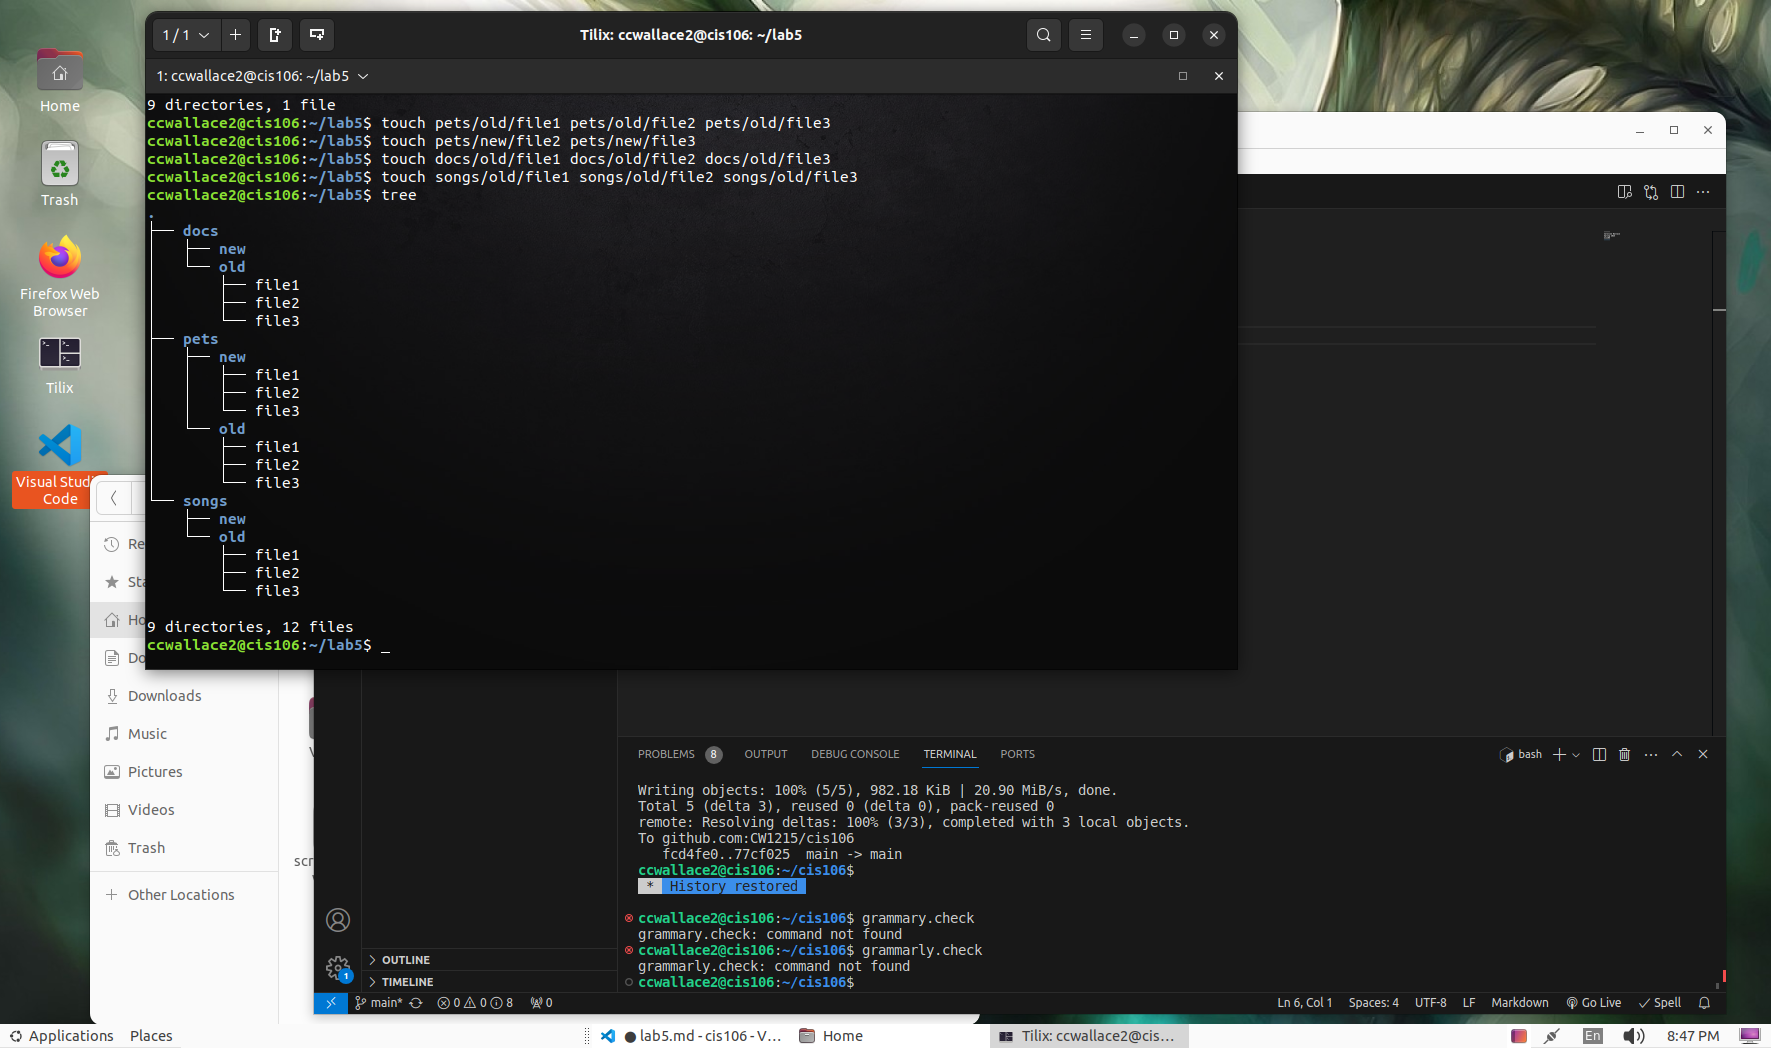 1 / 1
Tilix: ccwallace2@cis106: ~/lab5
1: ccwallace2@cis106: ~/lab5
9 directories, 1 file
ccwallace2@cis106:~/lab5$ touch pets/old/file1 pets/old/file2 pets/old/file3
ccwallace2@cis106:~/lab5$ touch pets/new/file2 pets/new/file3
ccwallace2@cis106:~/lab5$ touch docs/old/file1 docs/old/file2 docs/old/file3
ccwallace2@cis106:~/lab5$ touch songs/old/file1 songs/old/file2 songs/old/file3
ccwallace2@cis106:~/lab5$ tree
.
├── docs
│   ├── new
│   └── old
│       ├── file1
│       ├── file2
│       └── file3
├── pets
│   ├── new
│   │   ├── file1
│   │   ├── file2
│   │   └── file3
│   └── old
│       ├── file1
│       ├── file2
│       └── file3
└── songs
    ├── new
    └── old
        ├── file1
        ├── file2
        └── file3
9 directories, 12 files
ccwallace2@cis106:~/lab5$ _
Home
Trash
Firefox Web
Browser
Tilix
Visual Studi
Code
Re
Sta
Ho
Do
Downloads
Music
Pictures
Videos
Trash
Other Locations
scr
OUTLINE
TIMELINE
1
PROBLEMS 8 OUTPUT DEBUG CONSOLE TERMINAL PORTS
bash
Writing objects: 100% (5/5), 982.18 KiB | 20.90 MiB/s, done.
Total 5 (delta 3), reused 0 (delta 0), pack-reused 0
remote: Resolving deltas: 100% (3/3), completed with 3 local objects.
To github.com:CW1215/cis106
fcd4fe0..77cf025  main -> main
ccwallace2@cis106:~/cis106$
* History restored
ccwallace2@cis106:~/cis106$ grammary.check
grammary.check: command not found
ccwallace2@cis106:~/cis106$ grammarly.check
grammarly.check: command not found
ccwallace2@cis106:~/cis106$
main* 0 0 8 0
Ln 6, Col 1 Spaces: 4 UTF-8 LF Markdown Go Live Spell
Applications Places
lab5.md - cis106 - V...
Home
Tilix: ccwallace2@cis...
En
8:47 PM